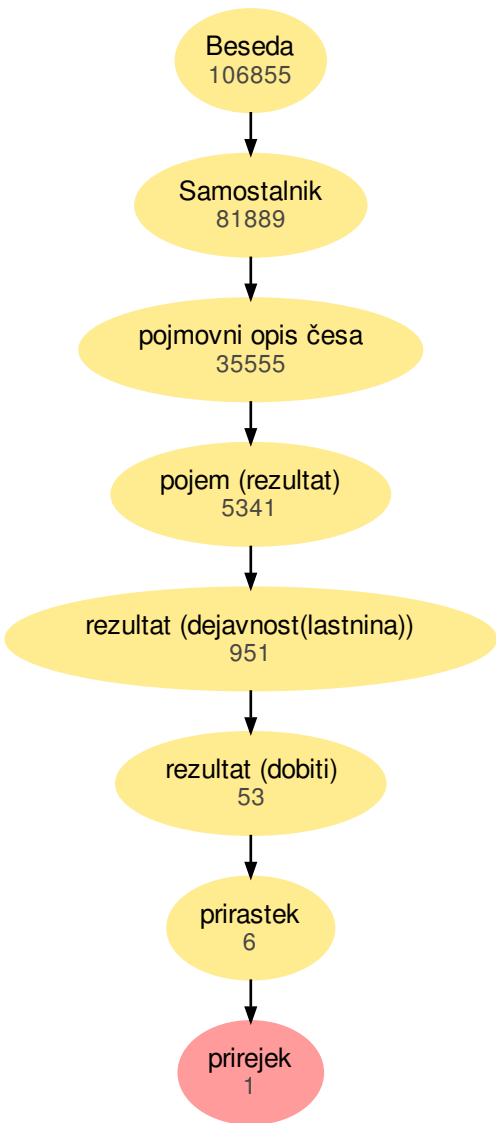 Beseda
106855
Samostalnik
81889
pojmovni opis česa
35555
pojem (rezultat)
5341
rezultat (dejavnost(lastnina))
951
rezultat (dobiti)
53
prirastek
6
prirejek
1